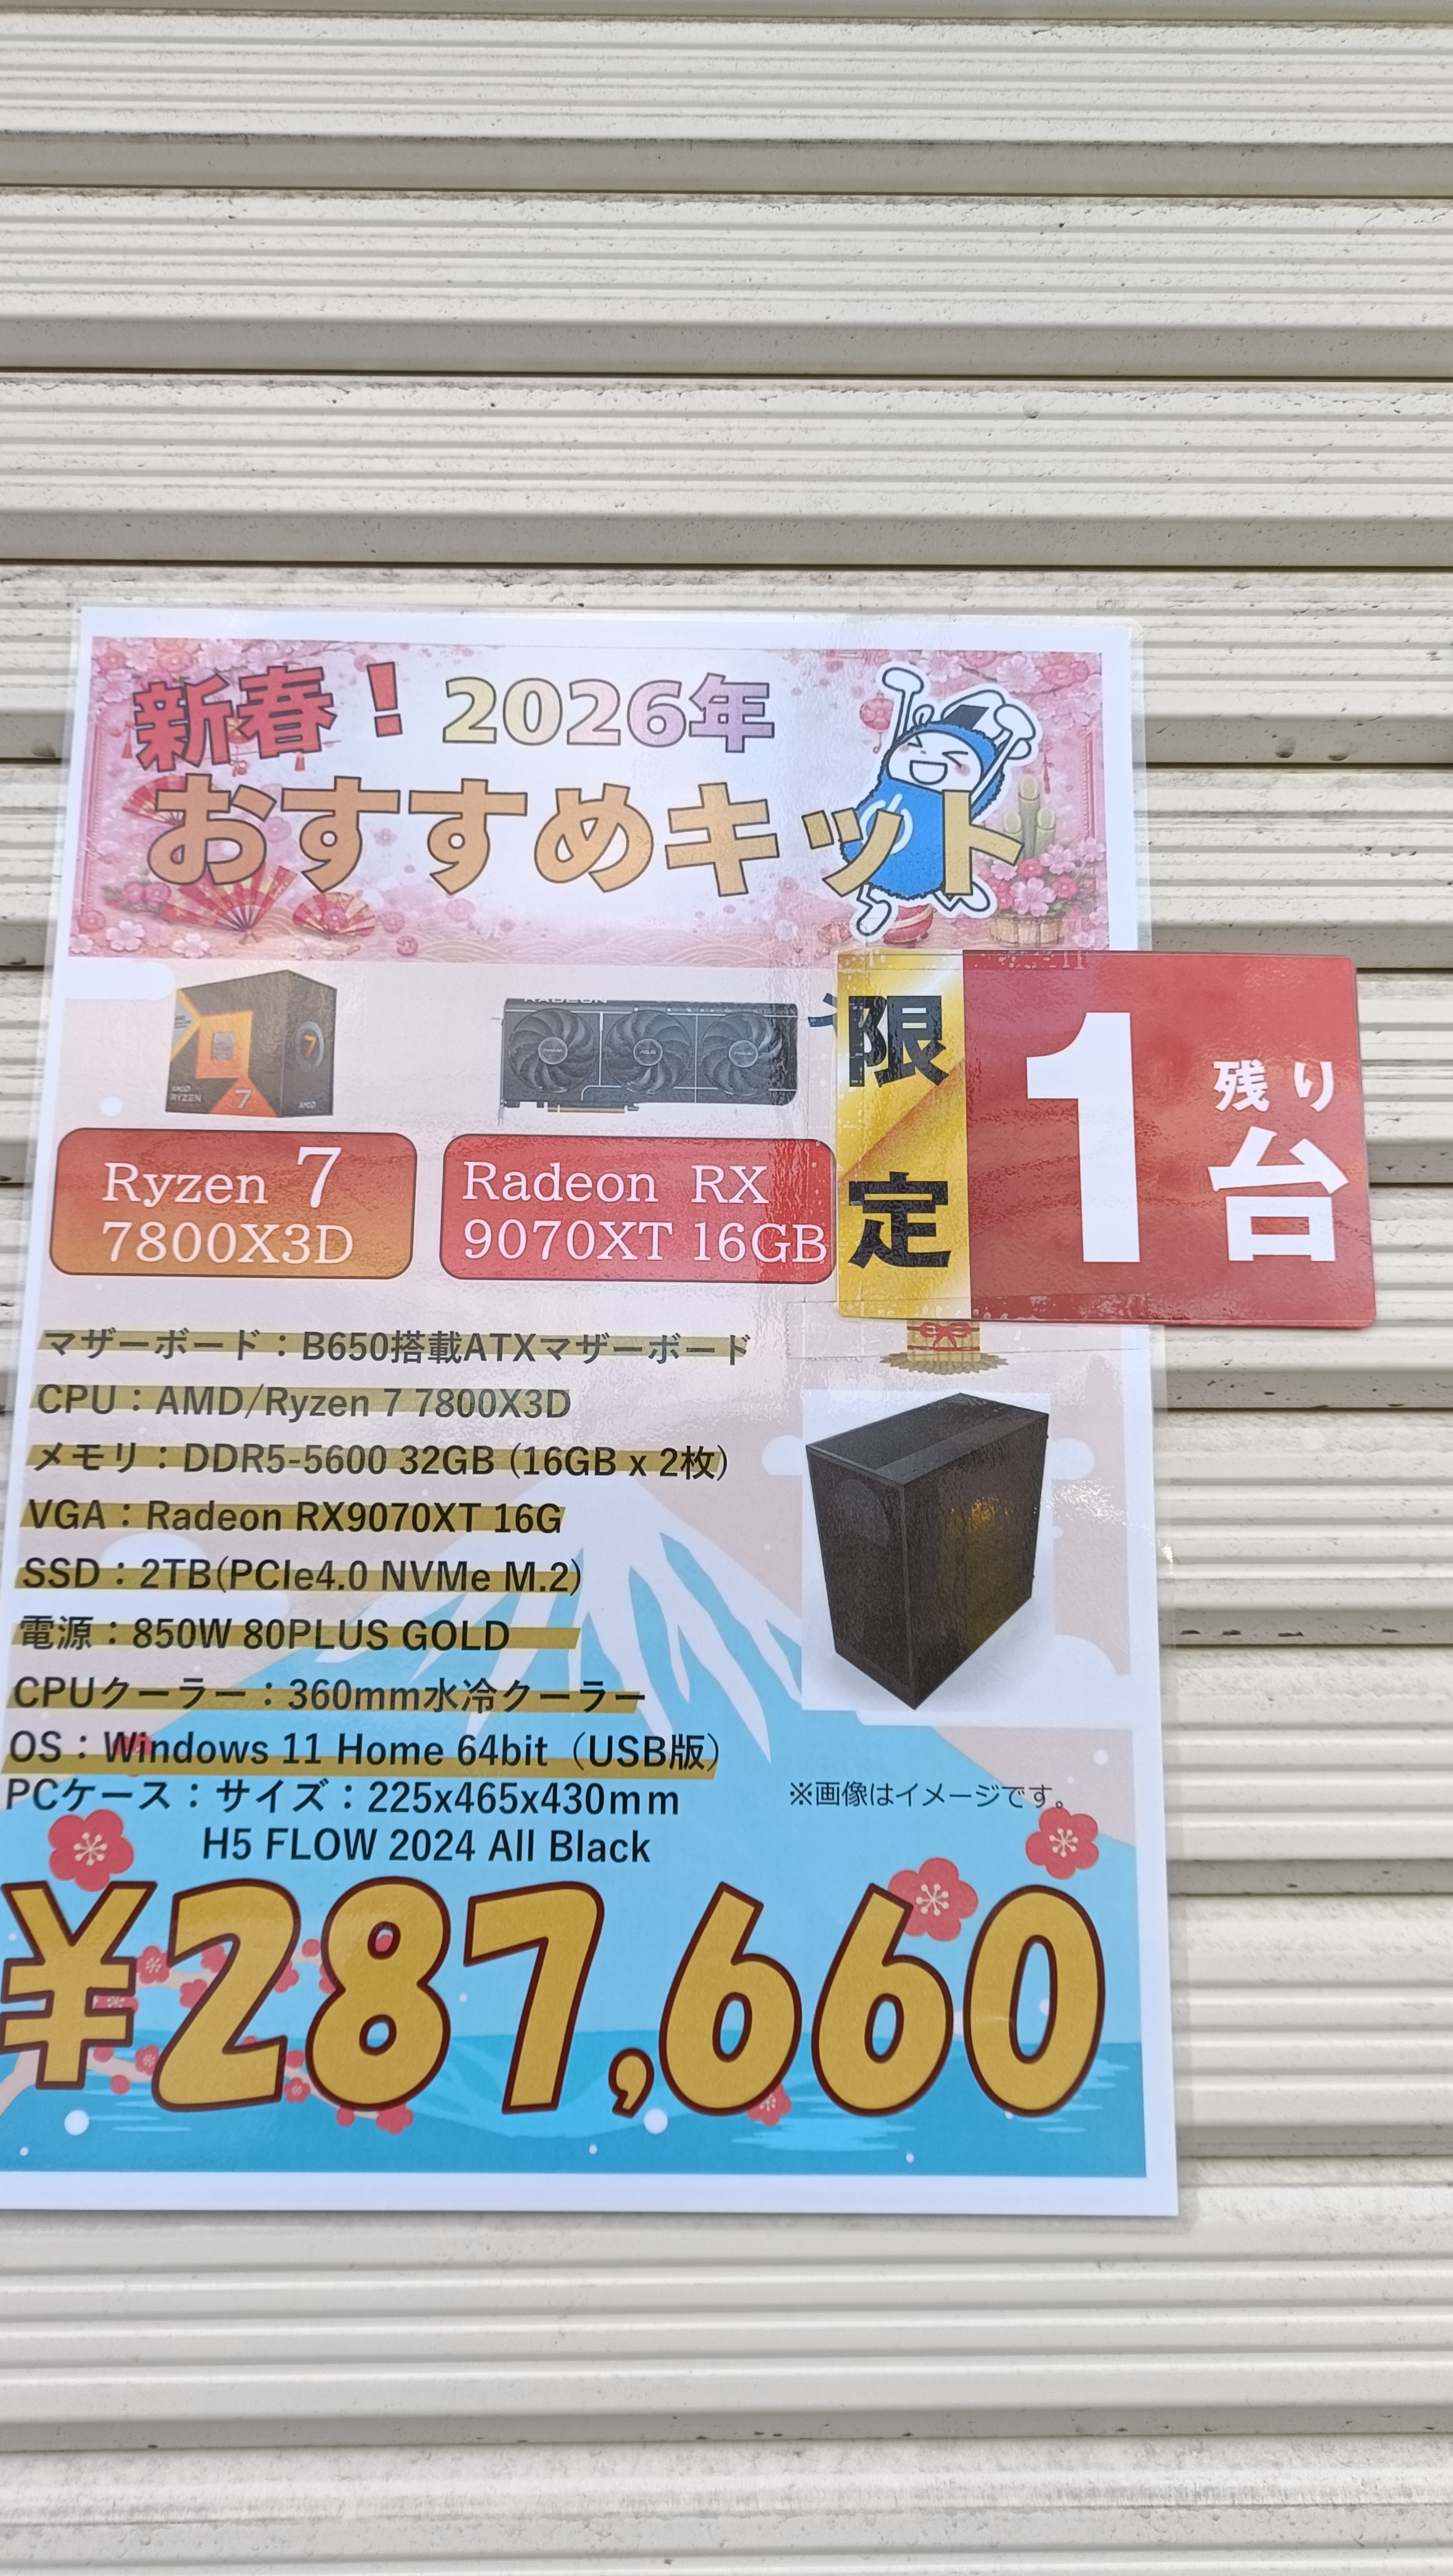 新春！2026年
おすすめキット
RADEON
AMD
RYZEN
7
7
AMD
限定
残り
1台
Ryzen 7
7800X3D
Radeon RX
9070XT 16GB
マザーボード：B650搭載ATXマザーボード
CPU：AMD/Ryzen 7 7800X3D
メモリ：DDR5-5600 32GB (16GB x 2枚)
VGA：Radeon RX9070XT 16G
SSD：2TB(PCIe4.0 NVMe M.2)
電源：850W 80PLUS GOLD
CPUクーラー：360mm水冷クーラー
OS：Windows 11 Home 64bit（USB版）
PCケース：サイズ：225x465x430mm
※画像はイメージです。
H5 FLOW 2024 All Black
¥287,660